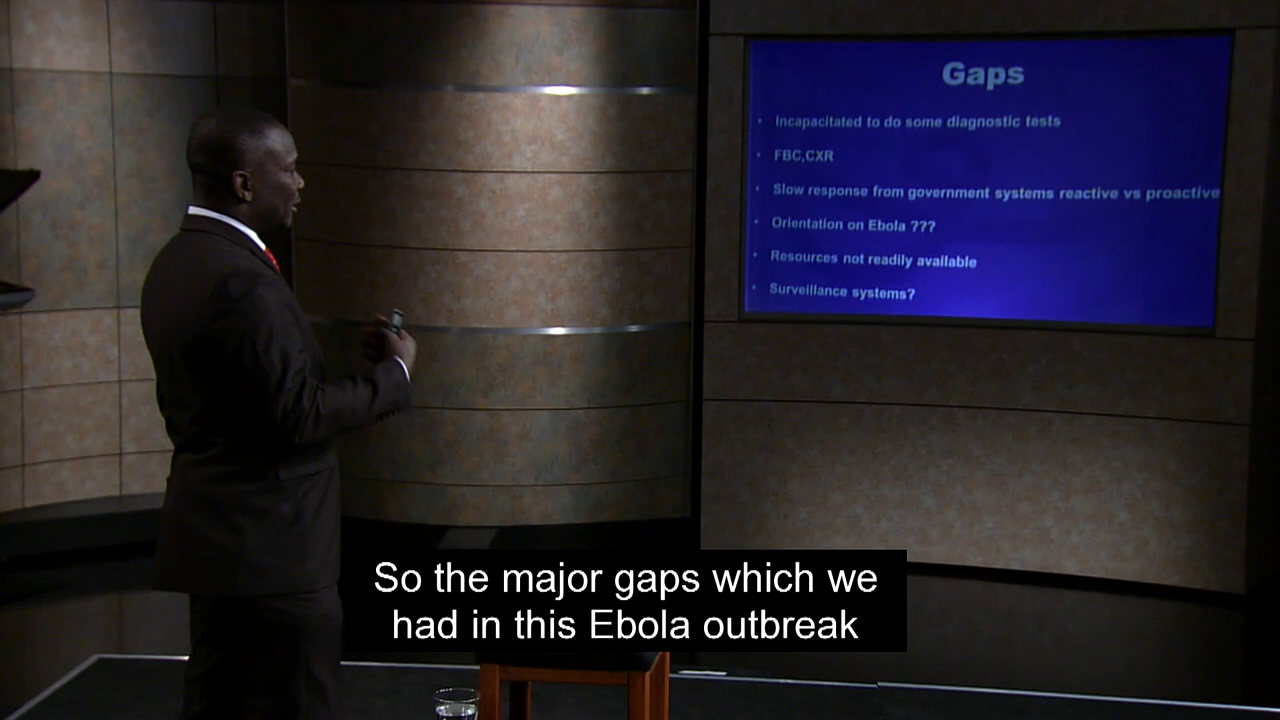 Gaps
• Incapacitated to do some diagnostic tests
• FBC,CXR
• Slow response from government systems reactive vs proactive
• Orientation on Ebola ???
• Resources not readily available
• Surveillance systems?
So the major gaps which we
had in this Ebola outbreak